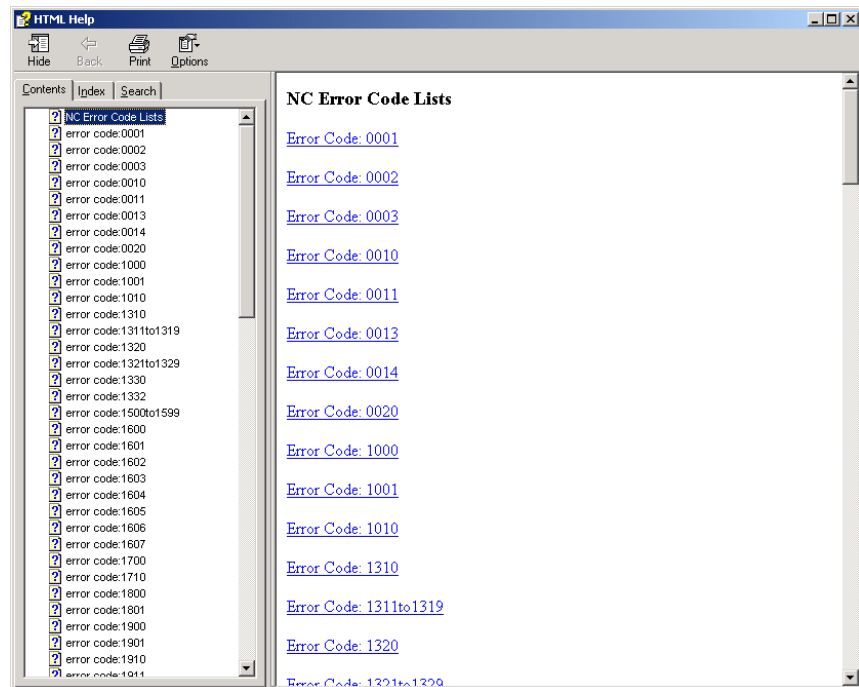 HTML Help
Hide Back Print Options
Contents Index Search
NC Error Code Lists
error code:0001
error code:0002
error code:0003
error code:0010
error code:0011
error code:0013
error code:0014
error code:0020
error code:1000
error code:1001
error code:1010
error code:1310
error code:1311to1319
error code:1320
error code:1321to1329
error code:1330
error code:1332
error code:1500to1599
error code:1600
error code:1601
error code:1602
error code:1603
error code:1604
error code:1605
error code:1606
error code:1607
error code:1700
error code:1710
error code:1800
error code:1801
error code:1900
error code:1901
error code:1910
error code:1911
NC Error Code Lists
Error Code: 0001
Error Code: 0002
Error Code: 0003
Error Code: 0010
Error Code: 0011
Error Code: 0013
Error Code: 0014
Error Code: 0020
Error Code: 1000
Error Code: 1001
Error Code: 1010
Error Code: 1310
Error Code: 1311to1319
Error Code: 1320
Error Code: 1321to1329